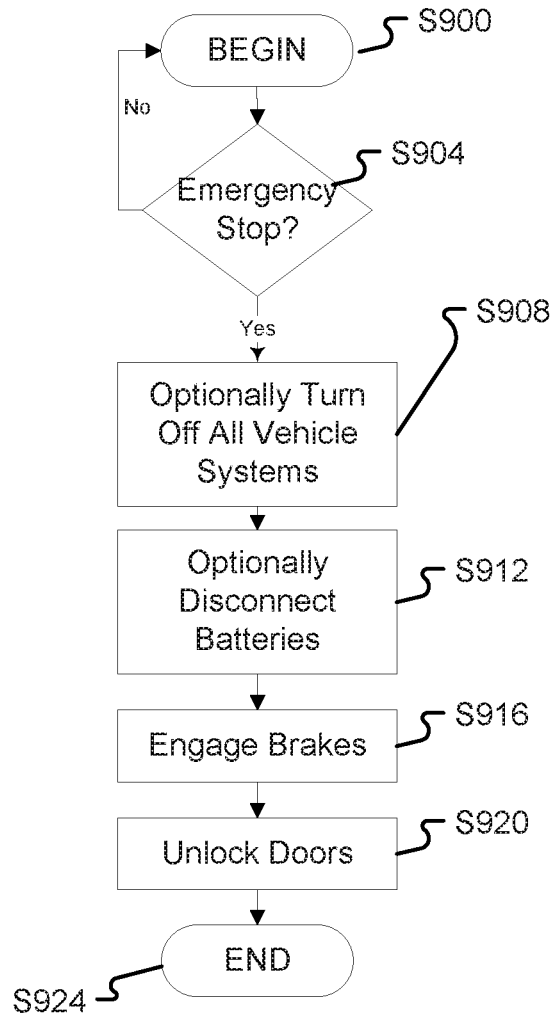 S900
BEGIN
No
S904
Emergency
Stop?
Yes
S908
Optionally Turn
Off All Vehicle
Systems
Optionally
Disconnect
Batteries
S912
Engage Brakes
S916
Unlock Doors
S920
END
S924